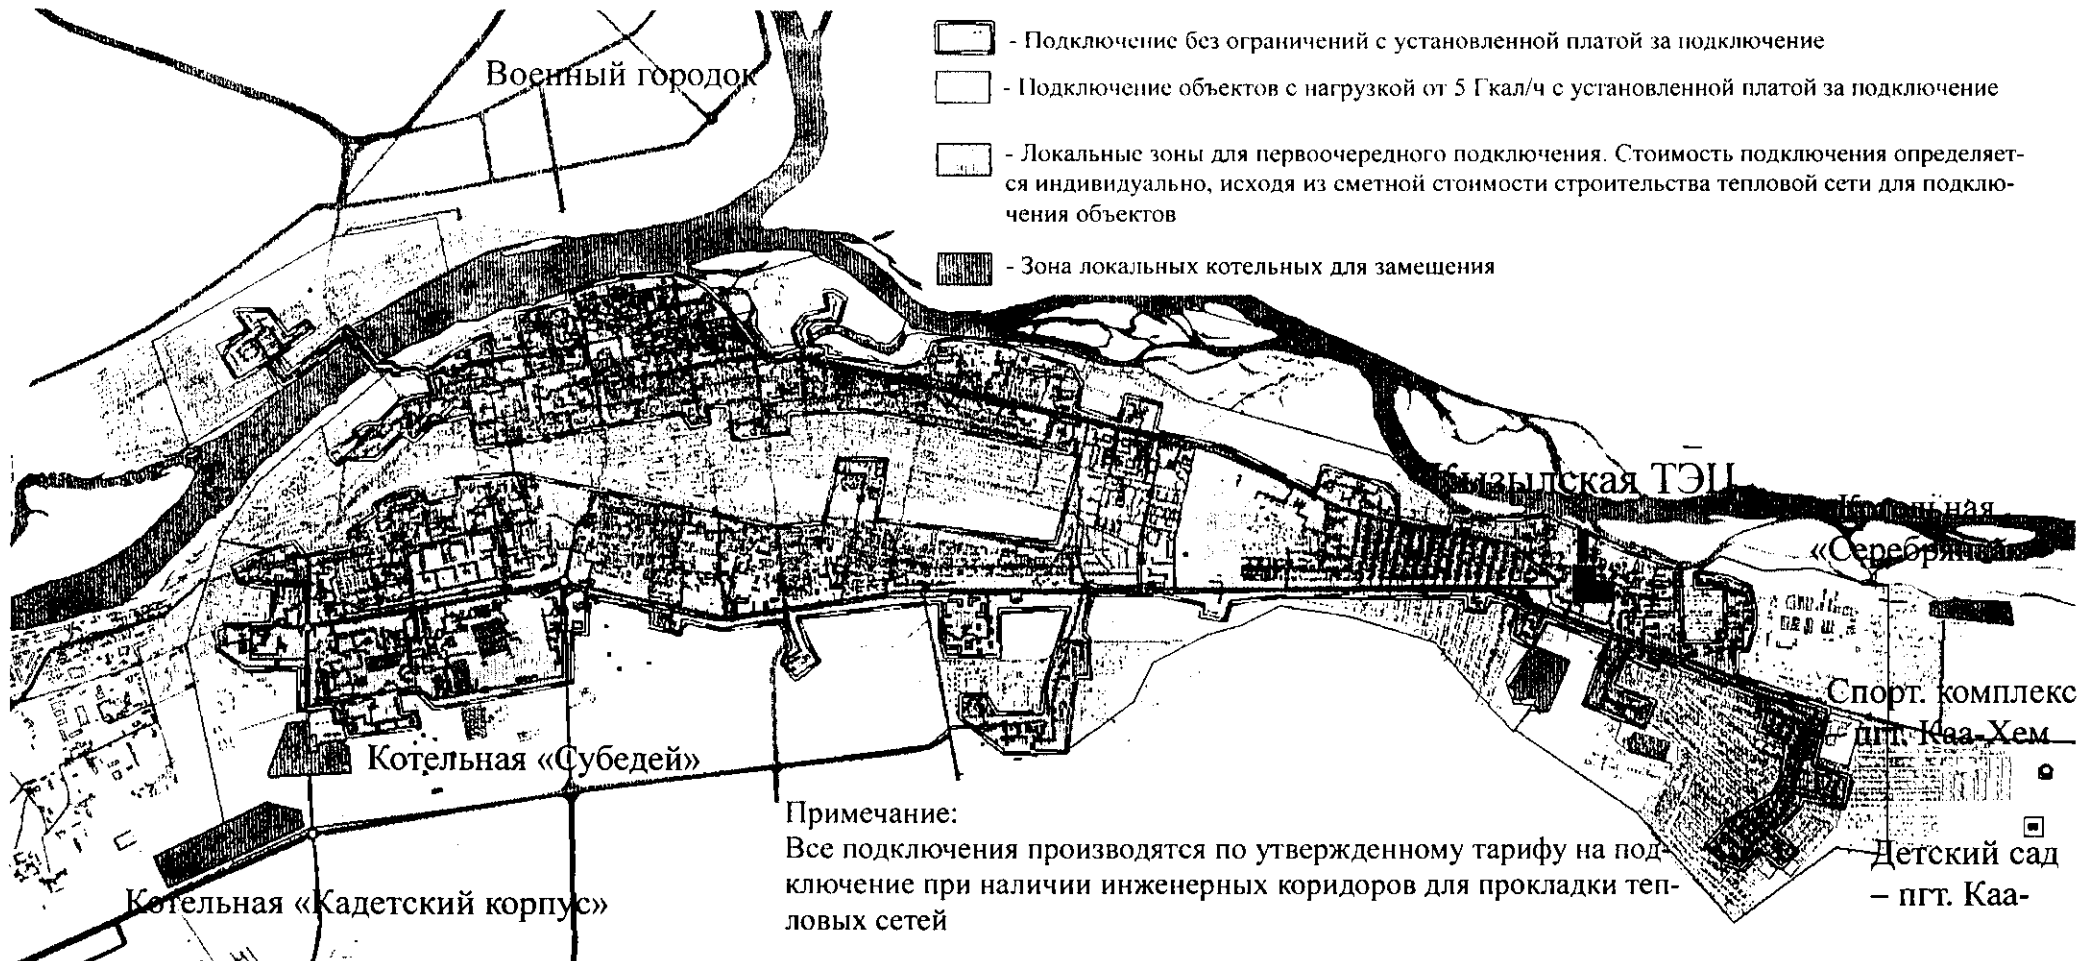 Военный городок
- Подключение без ограничений с установленной платой за подключение
- Подключение объектов с нагрузкой от 5 Гкал/ч с установленной платой за подключение
- Локальные зоны для первоочередного подключения. Стоимость подключения определяет-
ся индивидуально, исходя из сметной стоимости строительства тепловой сети для подклю-
чения объектов
- Зона локальных котельных для замещения
Кызылская ТЭЦ
Котельная
Спорт. комплекс
– пгт. Каа-Хем
Котельная «Субедей»
Примечание:
Все подключения производятся по утвержденному тарифу на под-
ключение при наличии инженерных коридоров для прокладки теп-
ловых сетей
Детский сад
– пгт. Каа-
Котельная «Кадетский корпус»